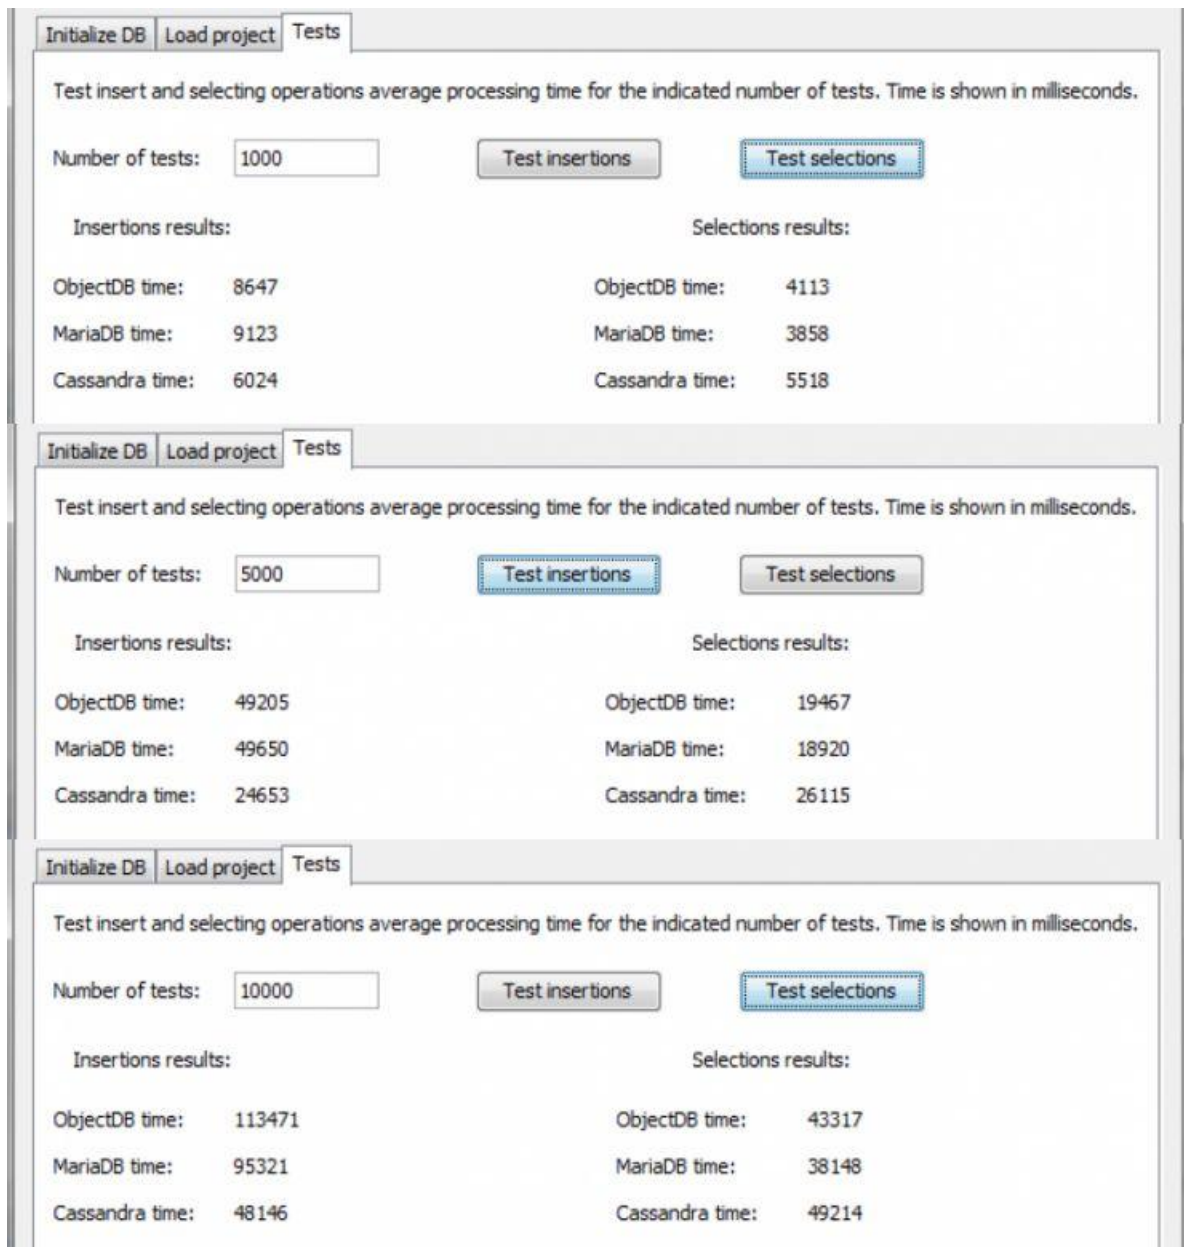 Initialize DB Load project Tests
Test insert and selecting operations average processing time for the indicated number of tests. Time is shown in milliseconds.
Number of tests: 1000 Test insertions Test selections
Insertions results: Selections results:
ObjectDB time: 8647 ObjectDB time: 4113
MariaDB time: 9123 MariaDB time: 3858
Cassandra time: 6024 Cassandra time: 5518
Initialize DB Load project Tests
Test insert and selecting operations average processing time for the indicated number of tests. Time is shown in milliseconds.
Number of tests: 5000 Test insertions Test selections
Insertions results: Selections results:
ObjectDB time: 49205 ObjectDB time: 19467
MariaDB time: 49650 MariaDB time: 18920
Cassandra time: 24653 Cassandra time: 26115
Initialize DB Load project Tests
Test insert and selecting operations average processing time for the indicated number of tests. Time is shown in milliseconds.
Number of tests: 10000 Test insertions Test selections
Insertions results: Selections results:
ObjectDB time: 113471 ObjectDB time: 43317
MariaDB time: 95321 MariaDB time: 38148
Cassandra time: 48146 Cassandra time: 49214